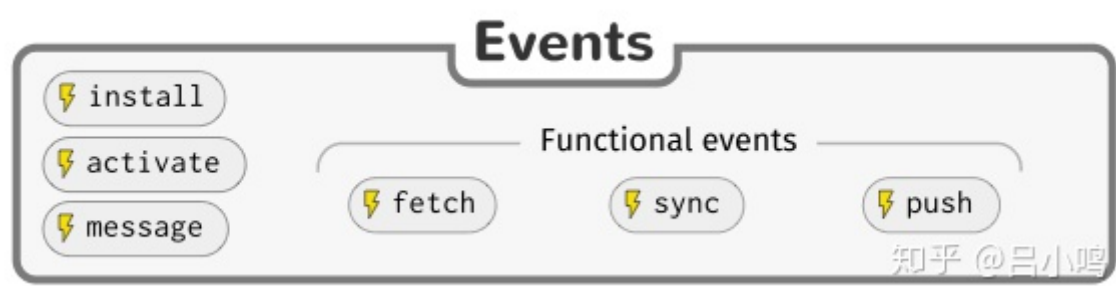 Events
install
activate
message
Functional events
fetch
sync
push
知乎 @吕小鸣